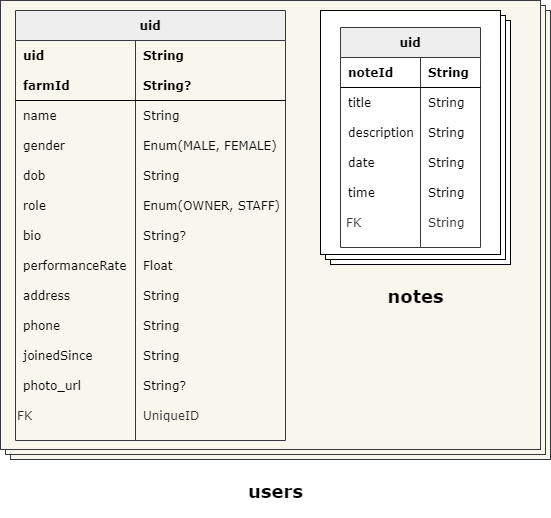 uid
uid String
farmId String?
name String
gender Enum(MALE, FEMALE)
dob String
role Enum(OWNER, STAFF)
bio String?
performanceRate Float
address String
phone String
joinedSince String
photo_url String?
FK UniqueID
uid
noteId String
title String
description String
date String
time String
FK String
notes
users